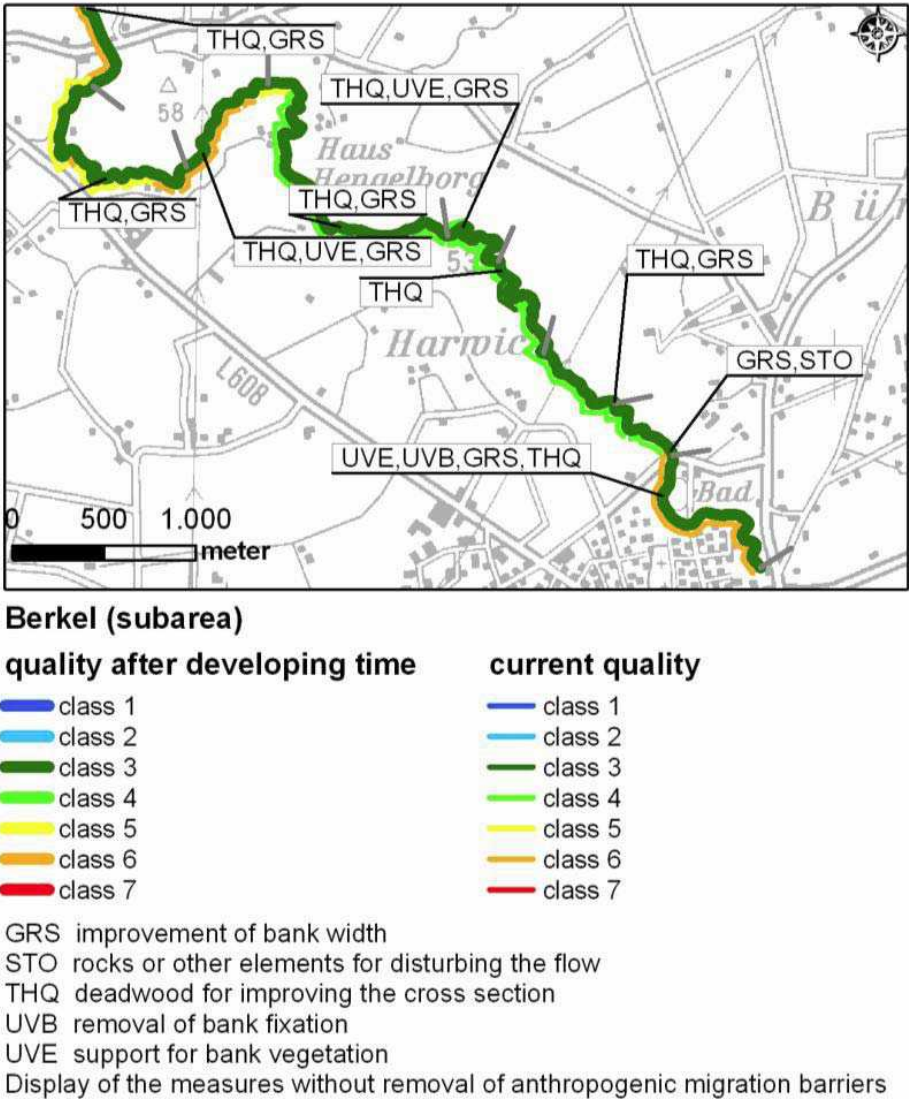 THQ,GRS
THQ,UVE,GRS
58
Haus
Hengelborg
THQ,GRS
THQ,GRS
THQ,UVE,GRS
53
THQ
THQ,GRS
Harwic
L608
GRS,STO
UVE,UVB,GRS,THQ
Bad
0 500 1.000
meter
Berkel (subarea)
quality after developing time
class 1
class 2
class 3
class 4
class 5
class 6
class 7
current quality
class 1
class 2
class 3
class 4
class 5
class 6
class 7
GRS improvement of bank width
STO rocks or other elements for disturbing the flow
THQ deadwood for improving the cross section
UVB removal of bank fixation
UVE support for bank vegetation
Display of the measures without removal of anthropogenic migration barriers